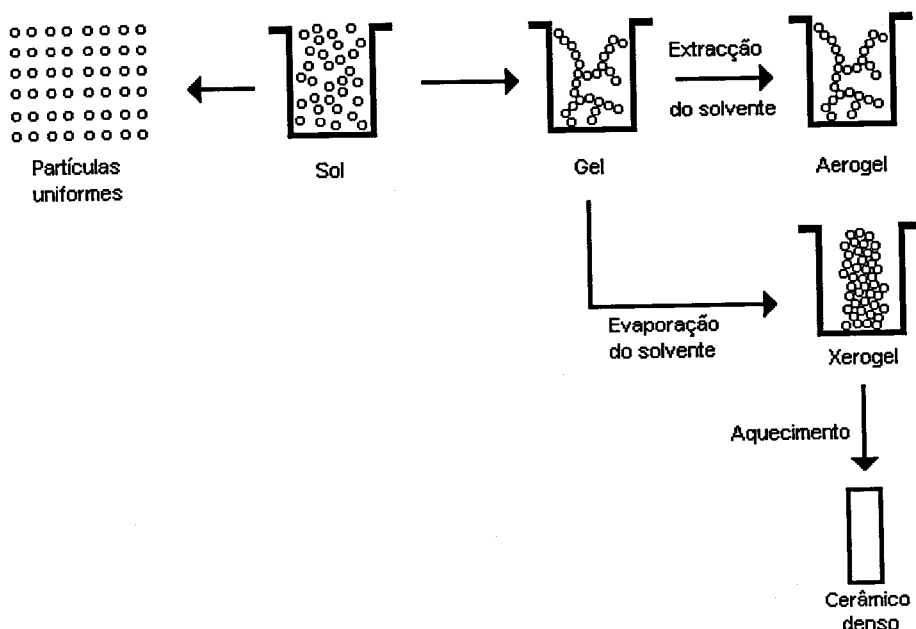 Partículas
uniformes
Sol
Gel
Extracção
do solvente
Aerogel
Evaporação
do solvente
Xerogel
Aquecimento
Cerâmico
denso